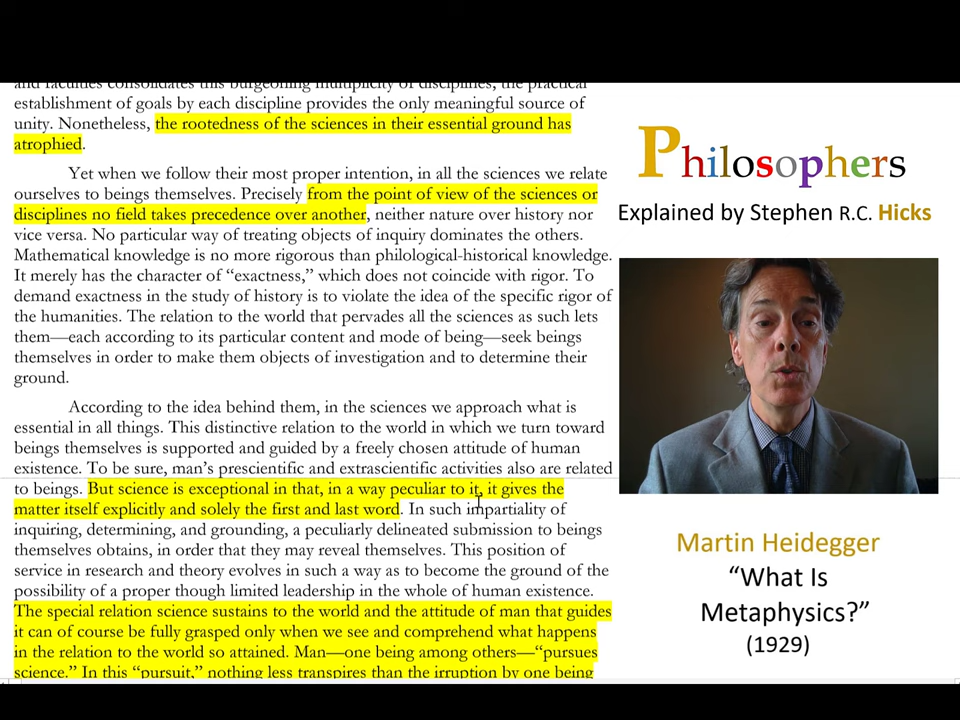 and faculties consolidates this burgeoning multiplicity of disciplines, the practical
establishment of goals by each discipline provides the only meaningful source of
unity. Nonetheless, the rootedness of the sciences in their essential ground has
atrophied.
Yet when we follow their most proper intention, in all the sciences we relate
ourselves to beings themselves. Precisely from the point of view of the sciences or
disciplines no field takes precedence over another, neither nature over history nor
vice versa. No particular way of treating objects of inquiry dominates the others.
Mathematical knowledge is no more rigorous than philological-historical knowledge.
It merely has the character of “exactness,” which does not coincide with rigor. To
demand exactness in the study of history is to violate the idea of the specific rigor of
the humanities. The relation to the world that pervades all the sciences as such lets
them—each according to its particular content and mode of being—seek beings
themselves in order to make them objects of investigation and to determine their
ground.
According to the idea behind them, in the sciences we approach what is
essential in all things. This distinctive relation to the world in which we turn toward
beings themselves is supported and guided by a freely chosen attitude of human
existence. To be sure, man’s prescientific and extrascientific activities also are related
to beings. But science is exceptional in that, in a way peculiar to it, it gives the
matter itself explicitly and solely the first and last word. In such impartiality of
inquiring, determining, and grounding, a peculiarly delineated submission to beings
themselves obtains, in order that they may reveal themselves. This position of
service in research and theory evolves in such a way as to become the ground of the
possibility of a proper though limited leadership in the whole of human existence.
The special relation science sustains to the world and the attitude of man that guides
it can of course be fully grasped only when we see and comprehend what happens
in the relation to the world so attained. Man—one being among others—“pursues
science.” In this “pursuit,” nothing less transpires than the irruption by one being
Philosophers
Explained by Stephen R.C. Hicks
Martin Heidegger
“What Is
Metaphysics?”
(1929)